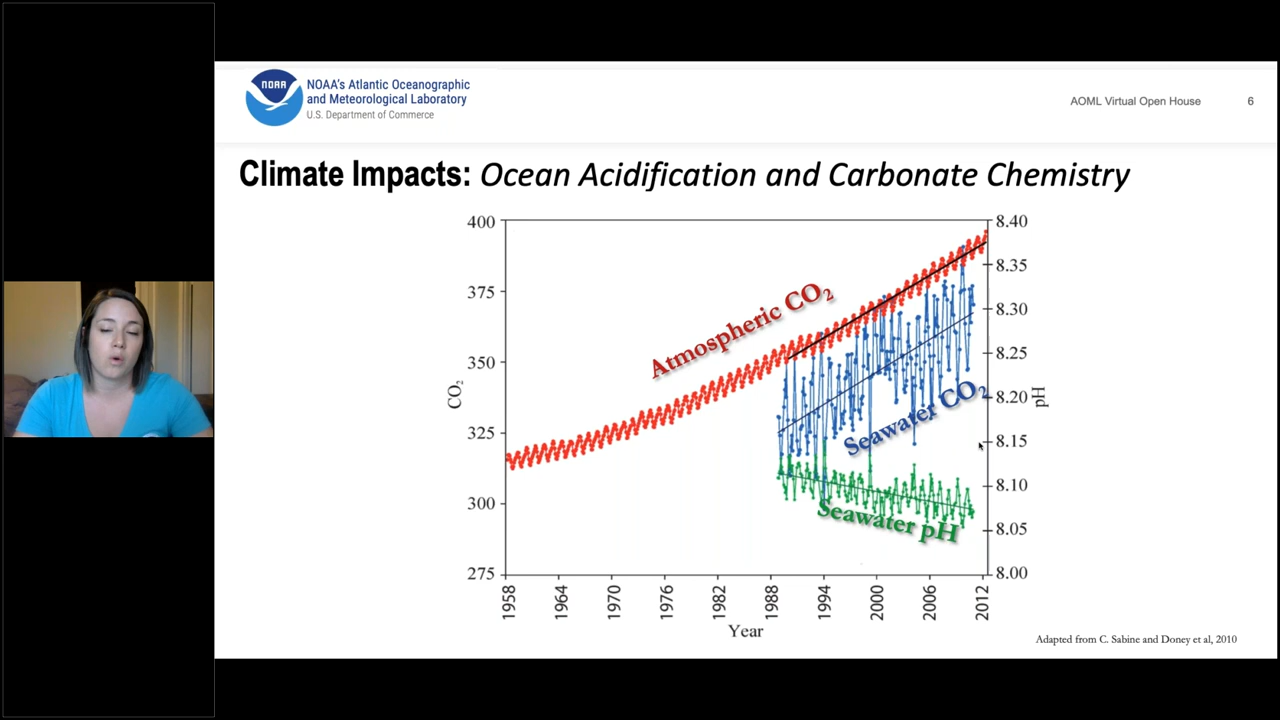 NOAA
NOAA's Atlantic Oceanographic
and Meteorological Laboratory
U.S. Department of Commerce
AOML Virtual Open House
6
Climate Impacts: Ocean Acidification and Carbonate Chemistry
400
375
350
325
300
275
CO₂
Atmospheric CO₂
Seawater CO₂
Seawater pH
8.40
8.35
8.30
8.25
8.20
8.15
8.10
8.05
8.00
pH
1958
1964
1970
1976
1982
1988
1994
2000
2006
2012
Year
Adapted from C. Sabine and Doney et al, 2010